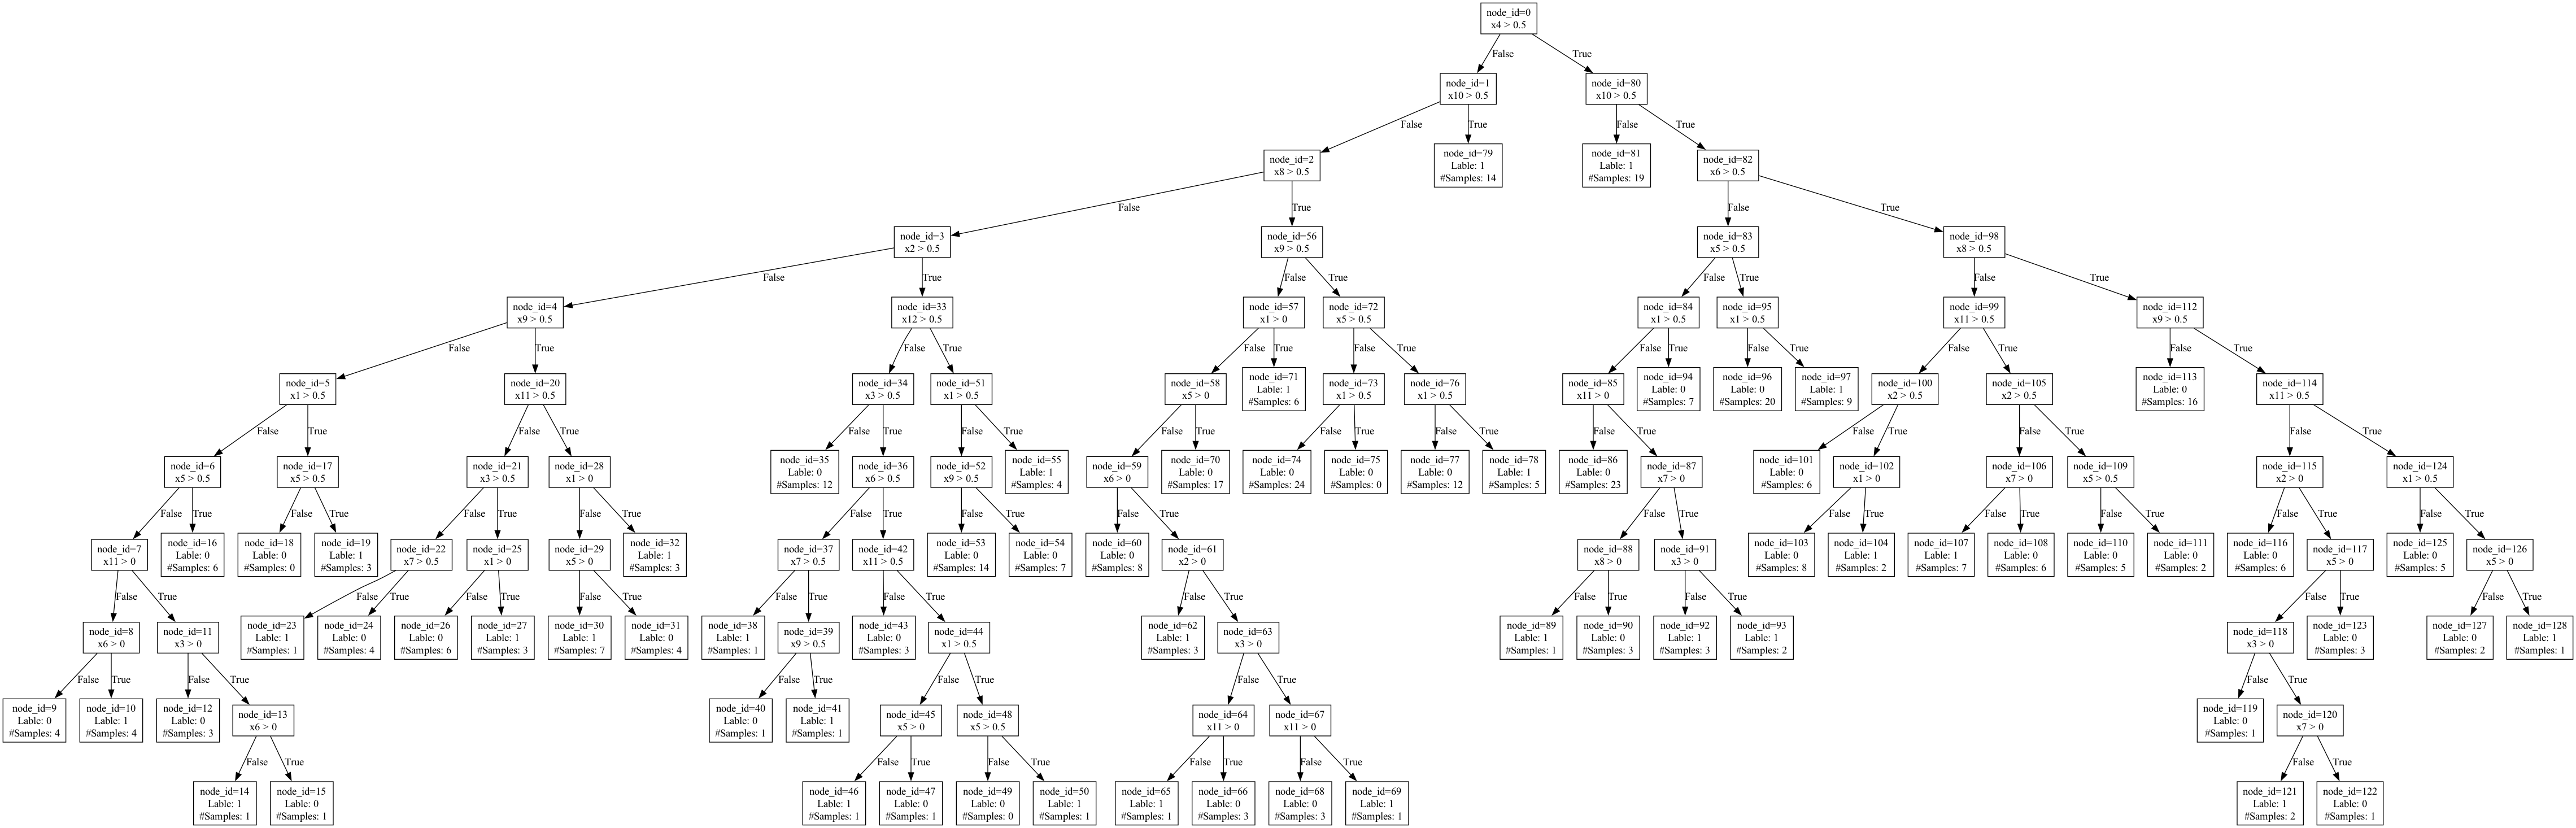 node_id=0
x4 > 0.5
False
True
node_id=1
x10 > 0.5
node_id=80
x10 > 0.5
False
True
False
True
node_id=2
x8 > 0.5
node_id=79
Lable: 1
#Samples: 14
node_id=81
Lable: 1
#Samples: 19
node_id=82
x6 > 0.5
False
True
False
True
node_id=3
x2 > 0.5
node_id=56
x9 > 0.5
node_id=83
x5 > 0.5
node_id=98
x8 > 0.5
False
True
False
True
False
True
False
True
node_id=4
x9 > 0.5
node_id=33
x12 > 0.5
node_id=57
x1 > 0
node_id=72
x5 > 0.5
node_id=84
x1 > 0.5
node_id=95
x1 > 0.5
node_id=99
x11 > 0.5
node_id=112
x9 > 0.5
False
True
False
True
False
True
False
True
False
True
False
True
False
True
False
True
node_id=5
x1 > 0.5
node_id=20
x11 > 0.5
node_id=34
x3 > 0.5
node_id=51
x1 > 0.5
node_id=58
x5 > 0
node_id=71
Lable: 1
#Samples: 6
node_id=73
x1 > 0.5
node_id=76
x1 > 0.5
node_id=85
x11 > 0
node_id=94
Lable: 0
#Samples: 7
node_id=96
Lable: 0
#Samples: 20
node_id=97
Lable: 1
#Samples: 9
node_id=100
x2 > 0.5
node_id=105
x2 > 0.5
node_id=113
Lable: 0
#Samples: 16
node_id=114
x11 > 0.5
False
True
False
True
False
True
False
True
False
True
False
True
False
True
False
True
False
True
False
True
False
True
node_id=6
x5 > 0.5
node_id=17
x5 > 0.5
node_id=21
x3 > 0.5
node_id=28
x1 > 0
node_id=35
Lable: 0
#Samples: 12
node_id=36
x6 > 0.5
node_id=52
x9 > 0.5
node_id=55
Lable: 1
#Samples: 4
node_id=59
x6 > 0
node_id=70
Lable: 0
#Samples: 17
node_id=74
Lable: 0
#Samples: 24
node_id=75
Lable: 0
#Samples: 0
node_id=77
Lable: 0
#Samples: 12
node_id=78
Lable: 1
#Samples: 5
node_id=86
Lable: 0
#Samples: 23
node_id=87
x7 > 0
node_id=101
Lable: 0
#Samples: 6
node_id=102
x1 > 0
node_id=106
x7 > 0
node_id=109
x5 > 0.5
node_id=115
x2 > 0
node_id=124
x1 > 0.5
False
True
False
True
False
True
False
True
False
True
False
True
False
True
False
True
False
True
False
True
False
True
False
True
False
True
node_id=7
x11 > 0
node_id=16
Lable: 0
#Samples: 6
node_id=18
Lable: 0
#Samples: 0
node_id=19
Lable: 1
#Samples: 3
node_id=22
x7 > 0.5
node_id=25
x1 > 0
node_id=29
x5 > 0
node_id=32
Lable: 1
#Samples: 3
node_id=37
x7 > 0.5
node_id=42
x11 > 0.5
node_id=53
Lable: 0
#Samples: 14
node_id=54
Lable: 0
#Samples: 7
node_id=60
Lable: 0
#Samples: 8
node_id=61
x2 > 0
node_id=88
x8 > 0
node_id=91
x3 > 0
node_id=103
Lable: 0
#Samples: 8
node_id=104
Lable: 1
#Samples: 2
node_id=107
Lable: 1
#Samples: 7
node_id=108
Lable: 0
#Samples: 6
node_id=110
Lable: 0
#Samples: 5
node_id=111
Lable: 0
#Samples: 2
node_id=116
Lable: 0
#Samples: 6
node_id=117
x5 > 0
node_id=125
Lable: 0
#Samples: 5
node_id=126
x5 > 0
False
True
False
True
False
True
False
True
False
True
False
True
False
True
False
True
False
True
False
True
False
True
node_id=8
x6 > 0
node_id=11
x3 > 0
node_id=23
Lable: 1
#Samples: 1
node_id=24
Lable: 0
#Samples: 4
node_id=26
Lable: 0
#Samples: 6
node_id=27
Lable: 1
#Samples: 3
node_id=30
Lable: 1
#Samples: 7
node_id=31
Lable: 0
#Samples: 4
node_id=38
Lable: 1
#Samples: 1
node_id=39
x9 > 0.5
node_id=43
Lable: 0
#Samples: 3
node_id=44
x1 > 0.5
node_id=62
Lable: 1
#Samples: 3
node_id=63
x3 > 0
node_id=89
Lable: 1
#Samples: 1
node_id=90
Lable: 0
#Samples: 3
node_id=92
Lable: 1
#Samples: 3
node_id=93
Lable: 1
#Samples: 2
node_id=118
x3 > 0
node_id=123
Lable: 0
#Samples: 3
node_id=127
Lable: 0
#Samples: 2
node_id=128
Lable: 1
#Samples: 1
False
True
False
True
False
True
False
True
False
True
False
True
node_id=9
Lable: 0
#Samples: 4
node_id=10
Lable: 1
#Samples: 4
node_id=12
Lable: 0
#Samples: 3
node_id=13
x6 > 0
node_id=40
Lable: 0
#Samples: 1
node_id=41
Lable: 1
#Samples: 1
node_id=45
x5 > 0
node_id=48
x5 > 0.5
node_id=64
x11 > 0
node_id=67
x11 > 0
node_id=119
Lable: 0
#Samples: 1
node_id=120
x7 > 0
False
True
False
True
False
True
False
True
False
True
False
True
node_id=14
Lable: 1
#Samples: 1
node_id=15
Lable: 0
#Samples: 1
node_id=46
Lable: 1
#Samples: 1
node_id=47
Lable: 0
#Samples: 1
node_id=49
Lable: 0
#Samples: 0
node_id=50
Lable: 1
#Samples: 1
node_id=65
Lable: 1
#Samples: 1
node_id=66
Lable: 0
#Samples: 3
node_id=68
Lable: 0
#Samples: 3
node_id=69
Lable: 1
#Samples: 1
node_id=121
Lable: 1
#Samples: 2
node_id=122
Lable: 0
#Samples: 1